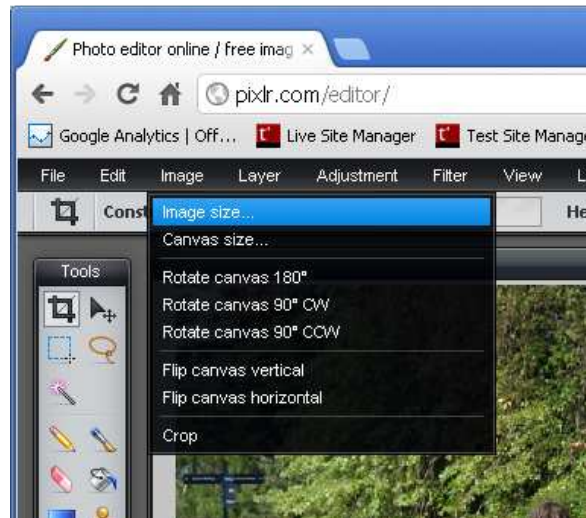 Photo editor online / free imag
pixlr.com/editor/
Google Analytics | Off... Live Site Manager Test Site Manag
File Edit Image Layer Adjustment Filter View L
Const He
Image size...
Canvas size...
Tools
Rotate canvas 180°
Rotate canvas 90° CW
Rotate canvas 90° CCW
Flip canvas vertical
Flip canvas horizontal
Crop